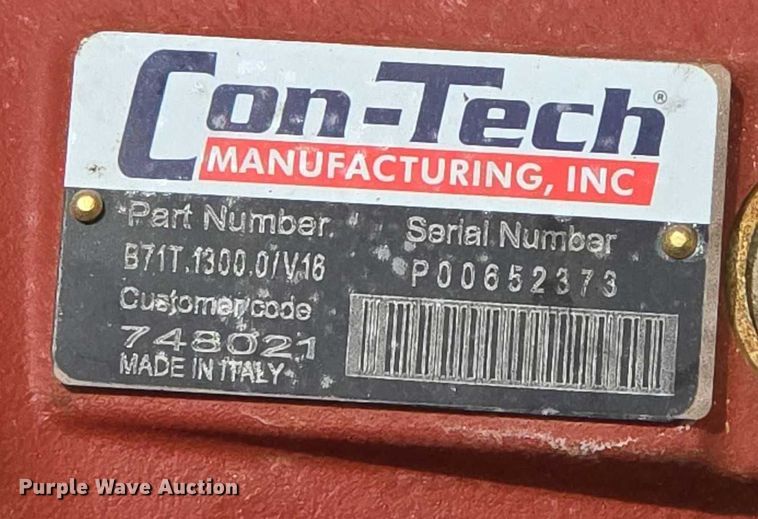 Con-Tech®
MANUFACTURING, INC
Part Number Serial Number
B71T.1300.0/V16 P00652373
Customer/code
748021
MADE IN ITALY
Purple Wave Auction